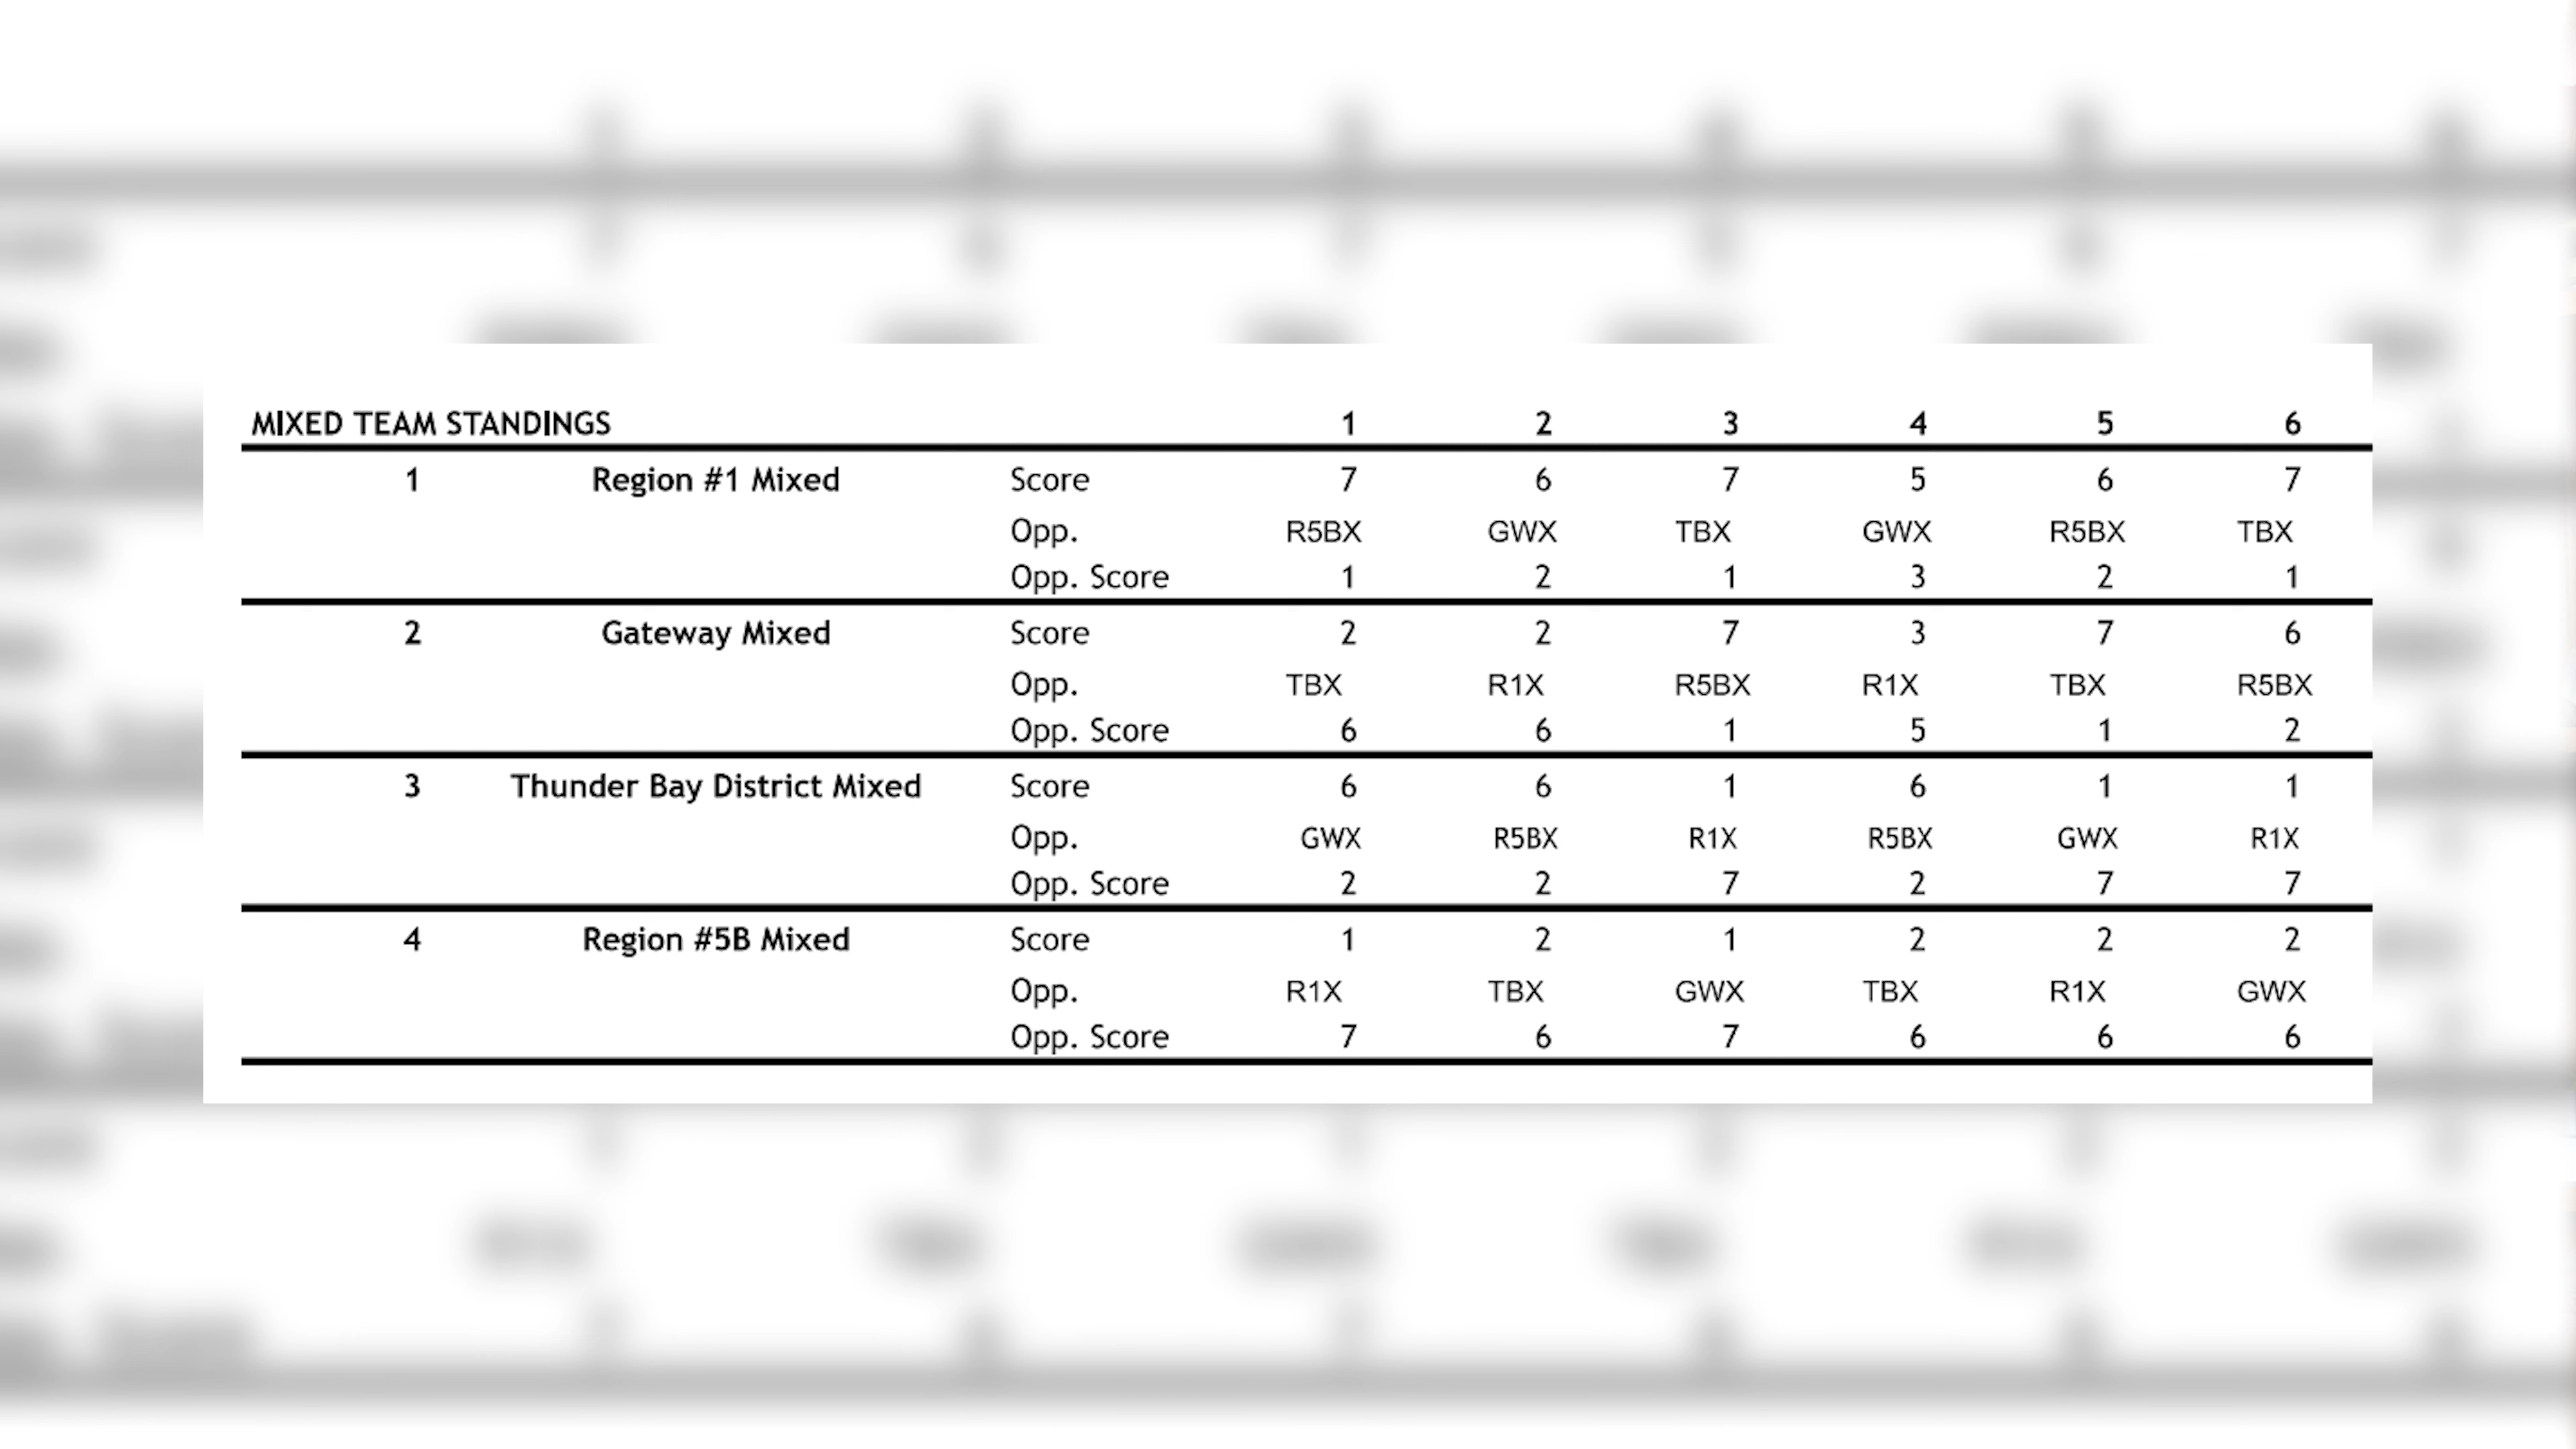 MIXED TEAM STANDINGS 1 2 3 4 5 6
1 Region #1 Mixed Score 7 6 7 5 6 7
Opp. R5BX GWX TBX GWX R5BX TBX
Opp. Score 1 2 1 3 2 1
2 Gateway Mixed Score 2 2 7 3 7 6
Opp. TBX R1X R5BX R1X TBX R5BX
Opp. Score 6 6 1 5 1 2
3 Thunder Bay District Mixed Score 6 6 1 6 1 1
Opp. GWX R5BX R1X R5BX GWX R1X
Opp. Score 2 2 7 2 7 7
4 Region #5B Mixed Score 1 2 1 2 2 2
Opp. R1X TBX GWX TBX R1X GWX
Opp. Score 7 6 7 6 6 6